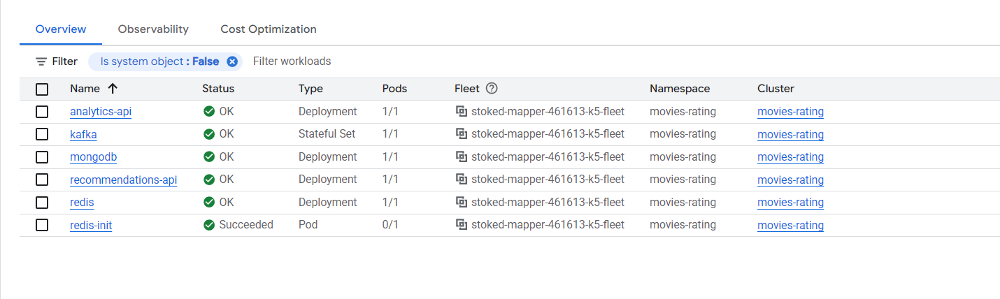 Overview Observability Cost Optimization
Filter Is system object : False Filter workloads
Name Status Type Pods Fleet Namespace Cluster
analytics-api OK Deployment 1/1 stoked-mapper-461613-k5-fleet movies-rating movies-rating
kafka OK Stateful Set 1/1 stoked-mapper-461613-k5-fleet movies-rating movies-rating
mongodb OK Deployment 1/1 stoked-mapper-461613-k5-fleet movies-rating movies-rating
recommendations-api OK Deployment 1/1 stoked-mapper-461613-k5-fleet movies-rating movies-rating
redis OK Deployment 1/1 stoked-mapper-461613-k5-fleet movies-rating movies-rating
redis-init Succeeded Pod 0/1 stoked-mapper-461613-k5-fleet movies-rating movies-rating